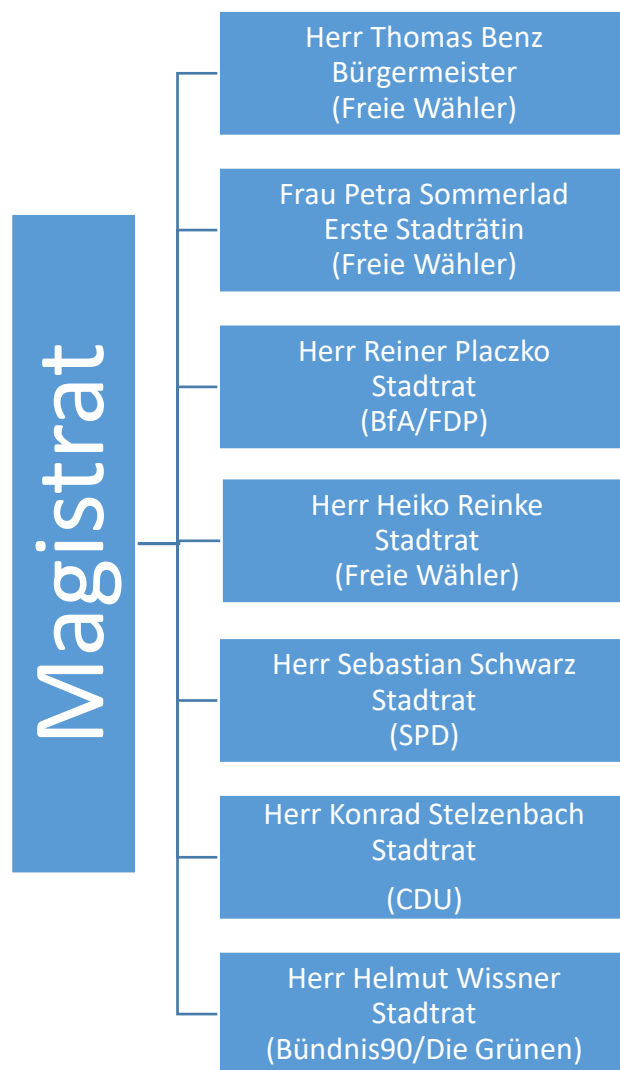 Magistrat
Herr Thomas Benz
Bürgermeister
(Freie Wähler)
Frau Petra Sommerlad
Erste Stadträtin
(Freie Wähler)
Herr Reiner Placzko
Stadtrat
(BfA/FDP)
Herr Heiko Reinke
Stadtrat
(Freie Wähler)
Herr Sebastian Schwarz
Stadtrat
(SPD)
Herr Konrad Stelzenbach
Stadtrat
(CDU)
Herr Helmut Wissner
Stadtrat
(Bündnis90/Die Grünen)